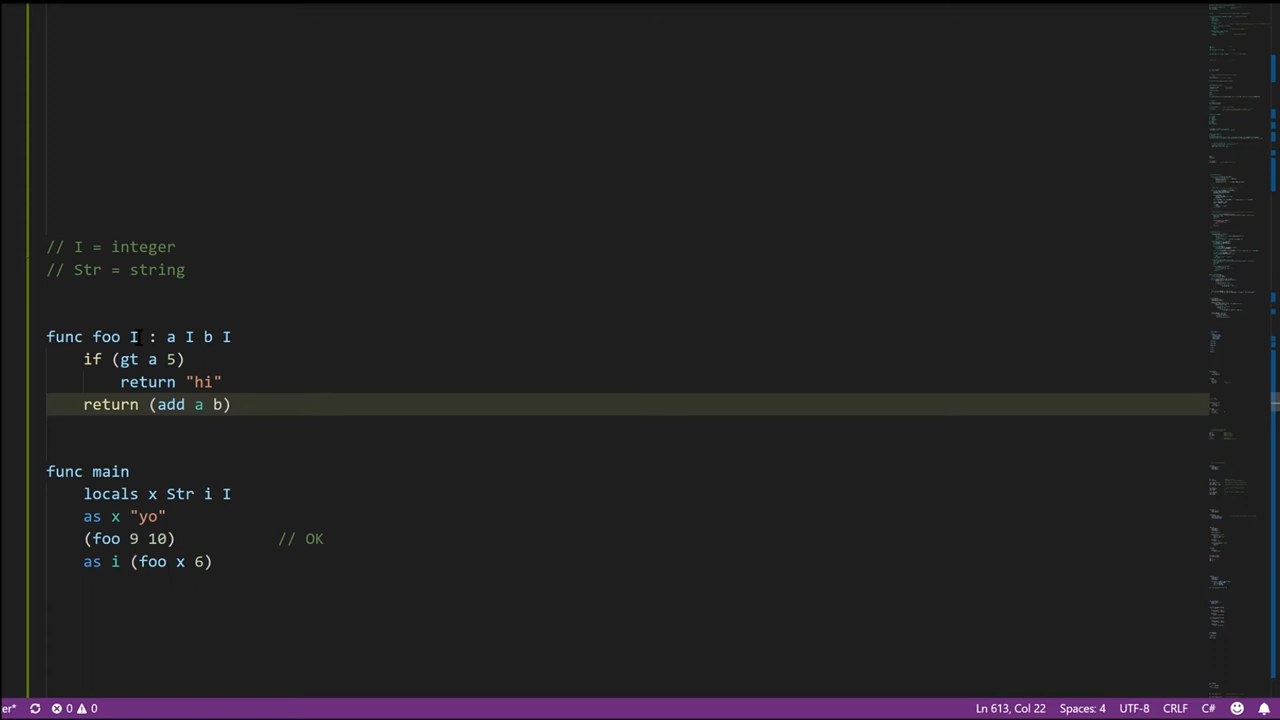 // I = integer
// Str = string
func foo I : a I b I
if (gt a 5)
return "hi"
return (add a b)
func main
locals x Str i I
as x "yo"
(foo 9 10) // OK
as i (foo x 6)
er* 0 0 Ln 613, Col 22 Spaces: 4 UTF-8 CRLF C#